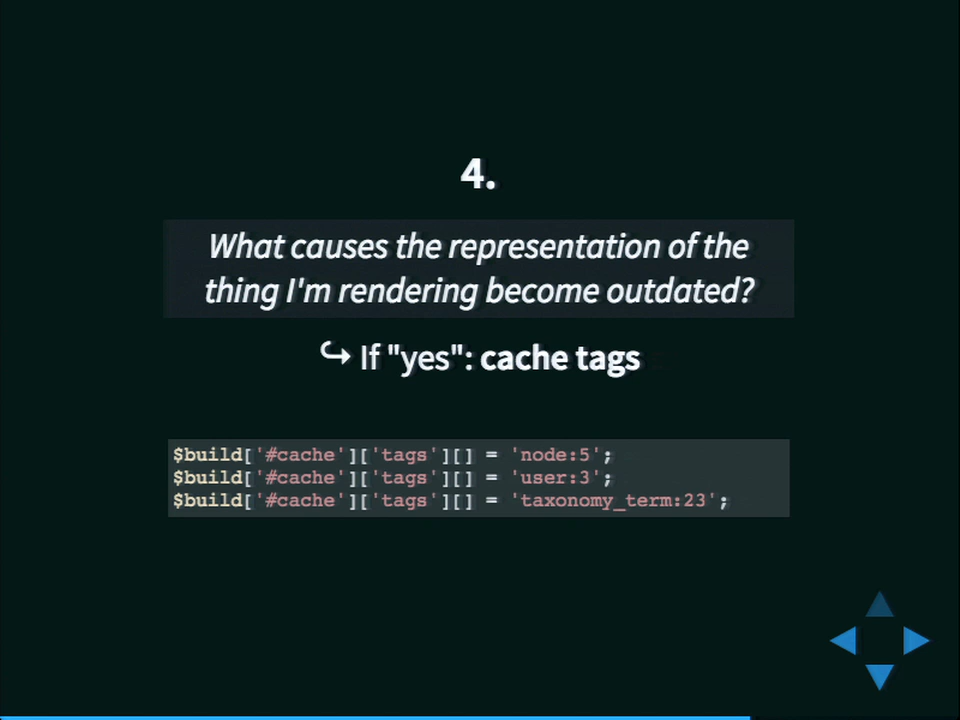 4.
What causes the representation of the
thing I'm rendering become outdated?
↪ If "yes": cache tags
$build['#cache']['tags'][] = 'node:5';
$build['#cache']['tags'][] = 'user:3';
$build['#cache']['tags'][] = 'taxonomy_term:23';